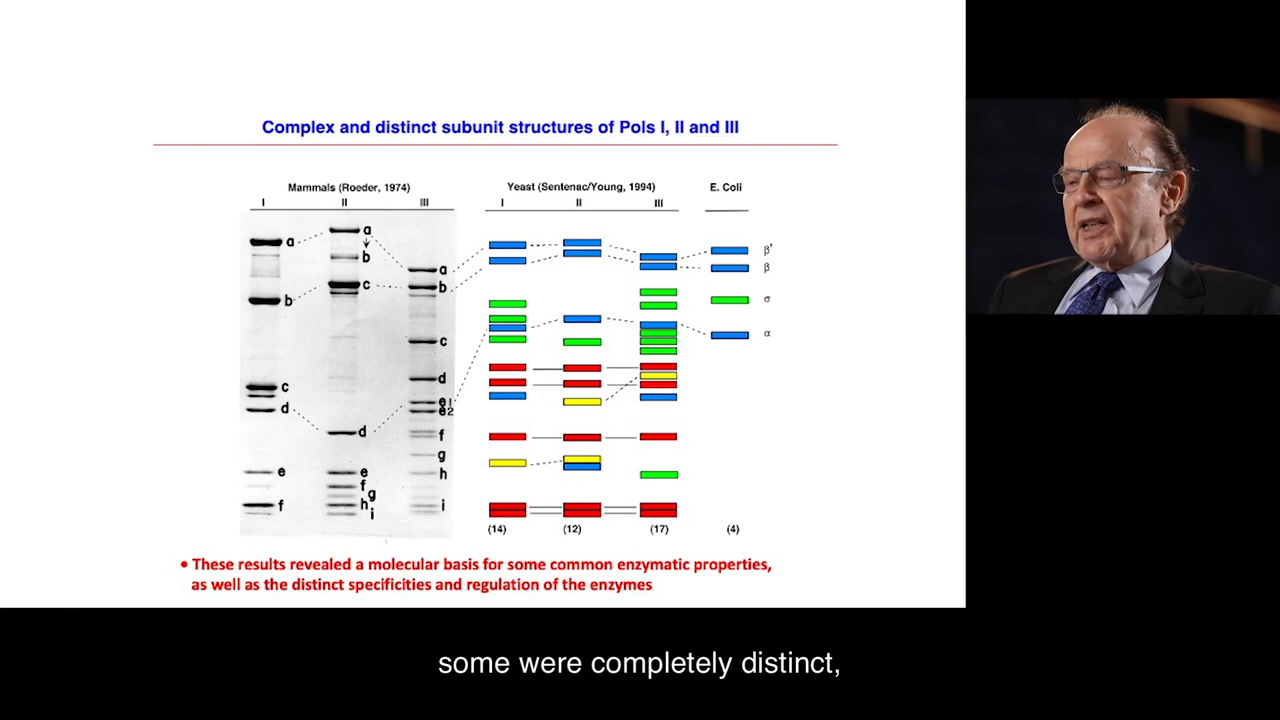 Complex and distinct subunit structures of Pols I, II and III
Mammals (Roeder, 1974)
I II III
Yeast (Sentenac/Young, 1994)
I II III
E. Coli
a
b
c
d
e
f
a
b
c
d
e
f
g
h
i
a
b
c
d
e1
e2
f
g
h
i
β'
β
σ
α
(14) (12) (17) (4)
• These results revealed a molecular basis for some common enzymatic properties,
as well as the distinct specificities and regulation of the enzymes
some were completely distinct,